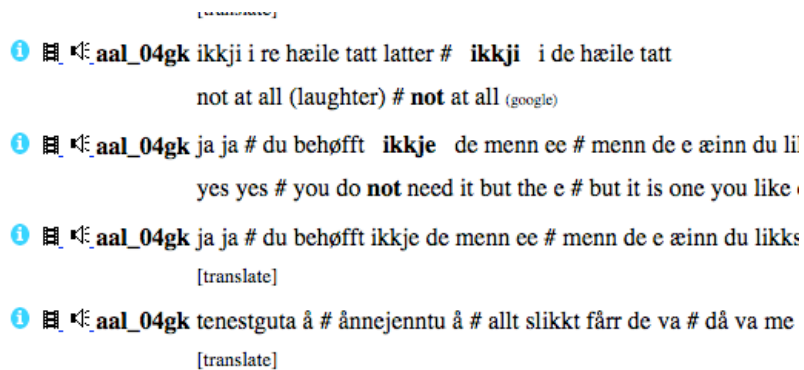 [translate]
aal_04gk ikkji i re hæile tatt latter # ikkji i de hæile tatt
not at all (laughter) # not at all (google)
aal_04gk ja ja # du behøfft ikkje de menn ee # menn de e æinn du
yes yes # you do not need it but the e # but it is one you like
aal_04gk ja ja # du behøfft ikkje de menn ee # menn de e æinn du likks
[translate]
aal_04gk tenestguta å # ånnejenntu å # allt slikkt fårr de va # då va me
[translate]